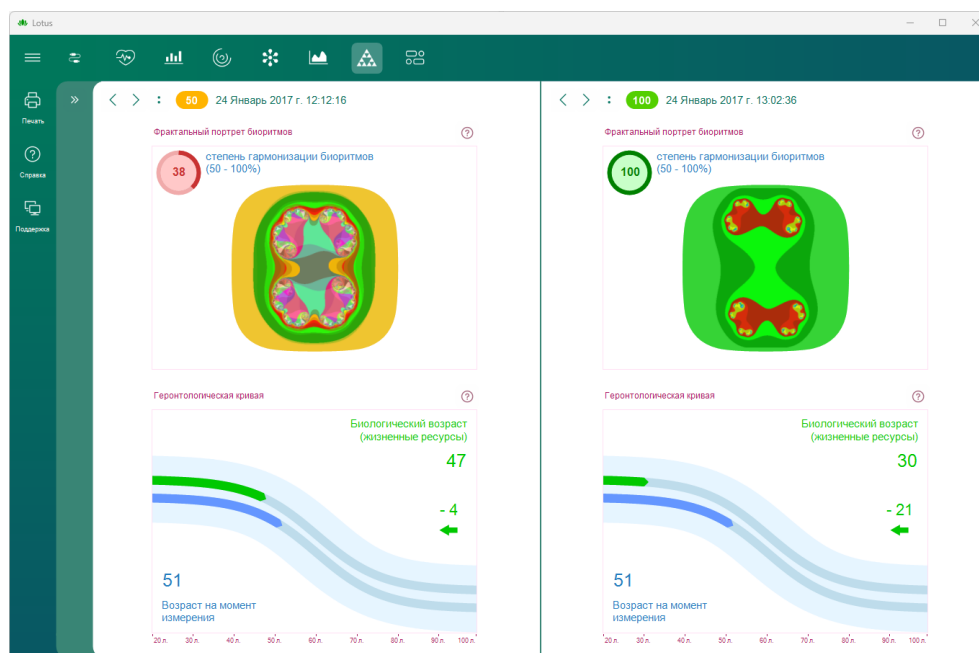 Lotus
Печать
Справка
Поддержка
50 24 Январь 2017 г. 12:12:16
Фрактальный портрет биоритмов
38
степень гармонизации биоритмов
(50 - 100%)
Геронтологическая кривая
Биологический возраст
(жизненные ресурсы)
47
- 4
51
Возраст на момент
измерения
20 л. 30 л. 40 л. 50 л. 60 л. 70 л. 80 л. 90 л. 100 л.
100 24 Январь 2017 г. 13:02:36
Фрактальный портрет биоритмов
100
степень гармонизации биоритмов
(50 - 100%)
Геронтологическая кривая
Биологический возраст
(жизненные ресурсы)
30
- 21
51
Возраст на момент
измерения
20 л. 30 л. 40 л. 50 л. 60 л. 70 л. 80 л. 90 л. 100 л.